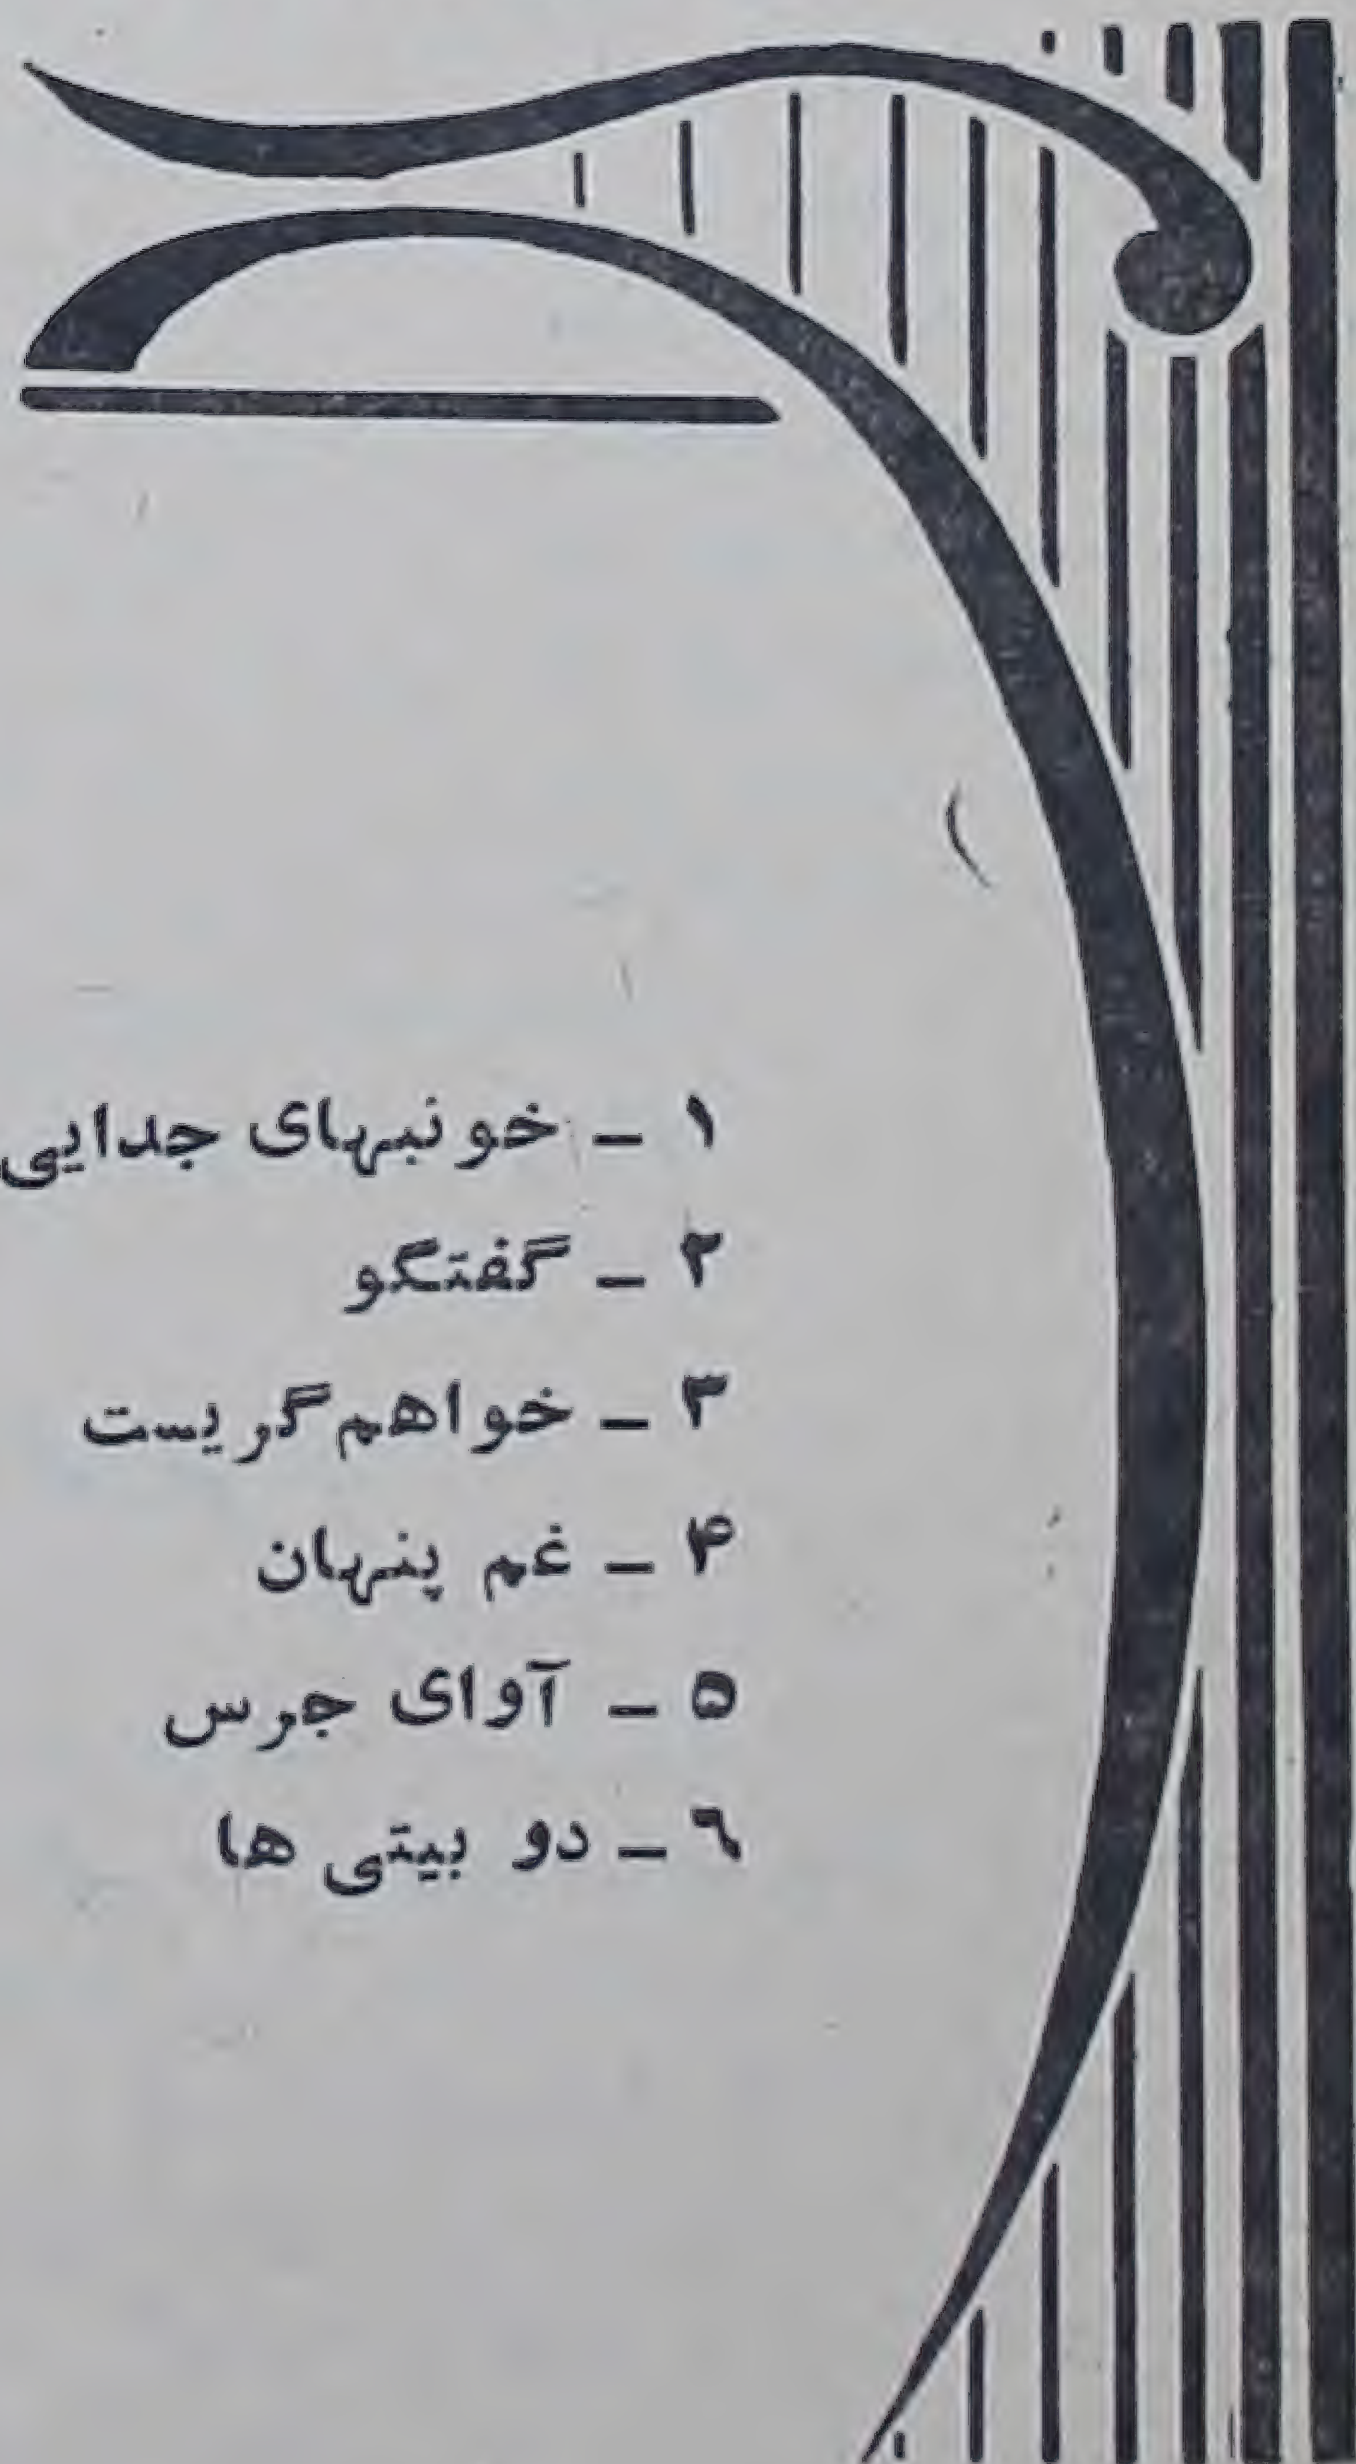 ۱ - خونبهای جدایی
۲ - گفتگو
۳ - خواهم گریست
۴ - غم پنهان
۵ - آوای جرس
۶ - دو بیتی ها